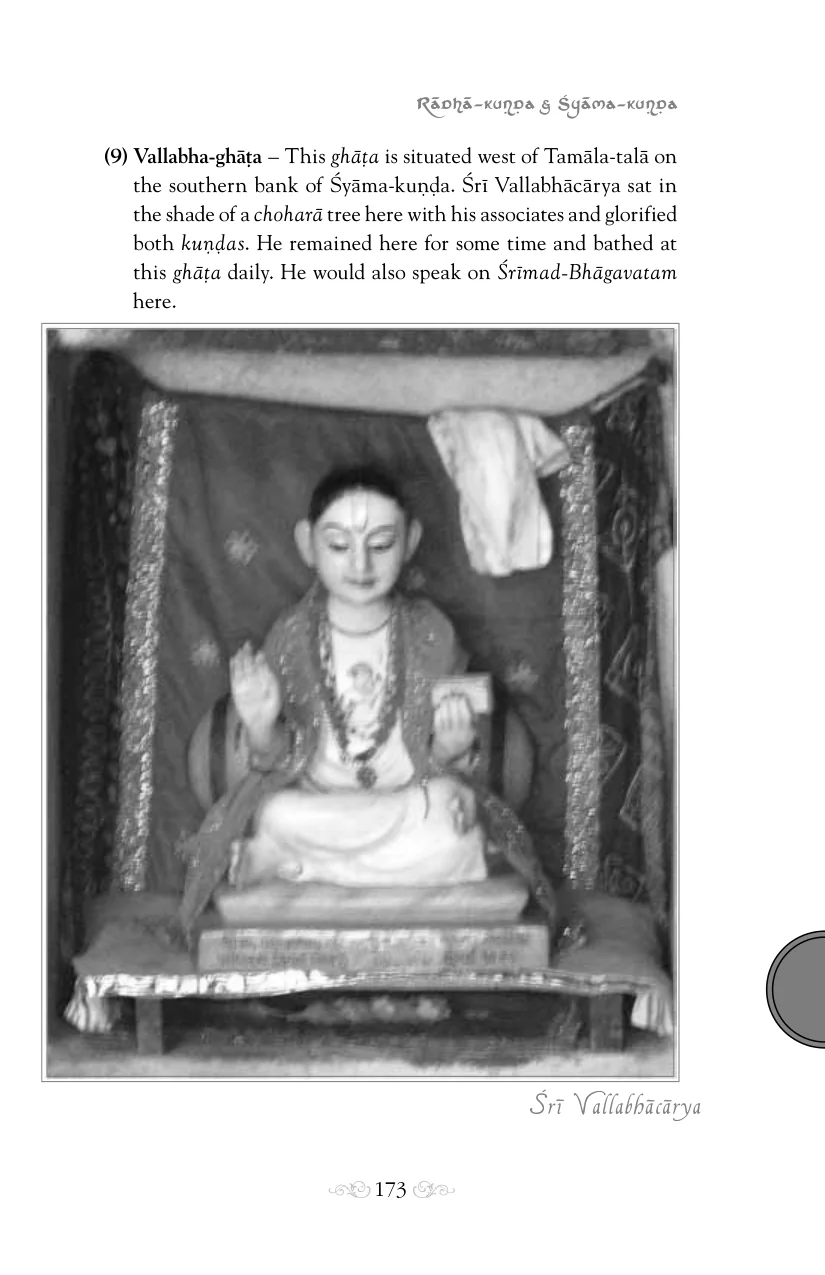 Rādhā-kuṇḍa & Śyāma-kuṇḍa
(9) Vallabha-ghāṭa – This ghāṭa is situated west of Tamāla-talā on
the southern bank of Śyāma-kuṇḍa. Śrī Vallabhācārya sat in
the shade of a choharā tree here with his associates and glorified
both kuṇḍas. He remained here for some time and bathed at
this ghāṭa daily. He would also speak on Śrīmad-Bhāgavatam
here.
Śrī Vallabhācārya
173